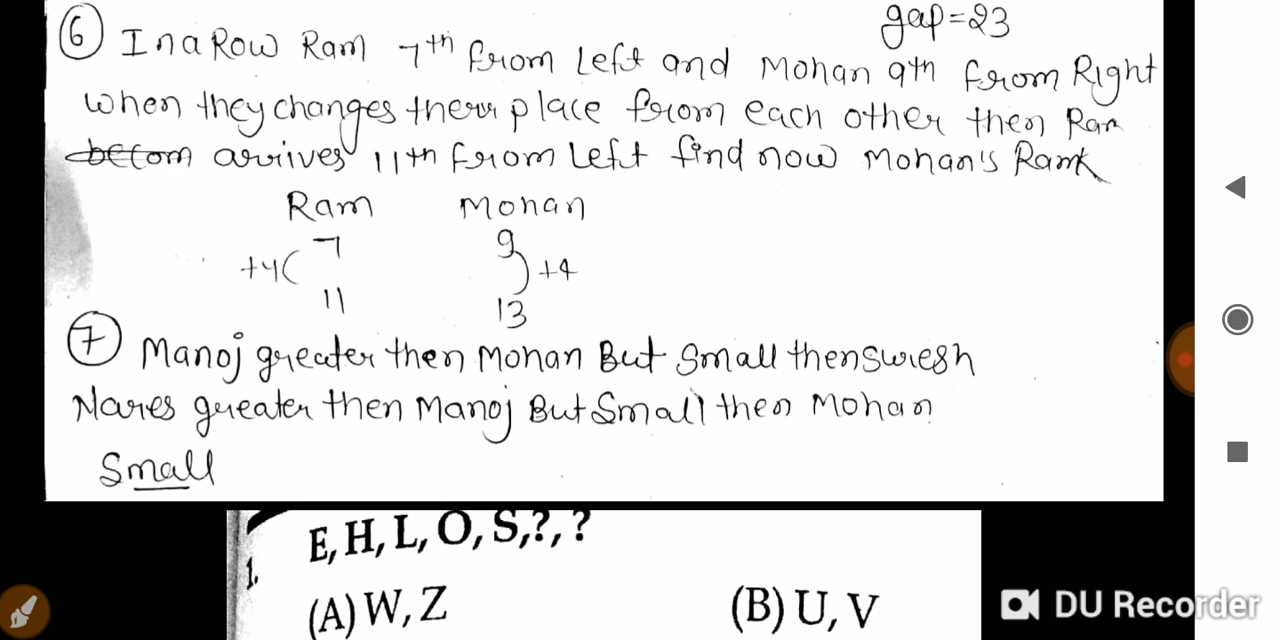 gap=23
⑥ In a Row Ram 7th from Left and Mohan 9th from Right
when they changes there place from each other then Ram
becom arrives 11th from Left find now Mohan's Rank
Ram Mohan
7 9
+4( )+4
11 13
⑦ Manoj greater then Mohan But Small then Suresh
Nares greater then Manoj But Small then Mohan
Small
1. E, H, L, O, S,?, ?
(A) W, Z (B) U, V
DU Recorder